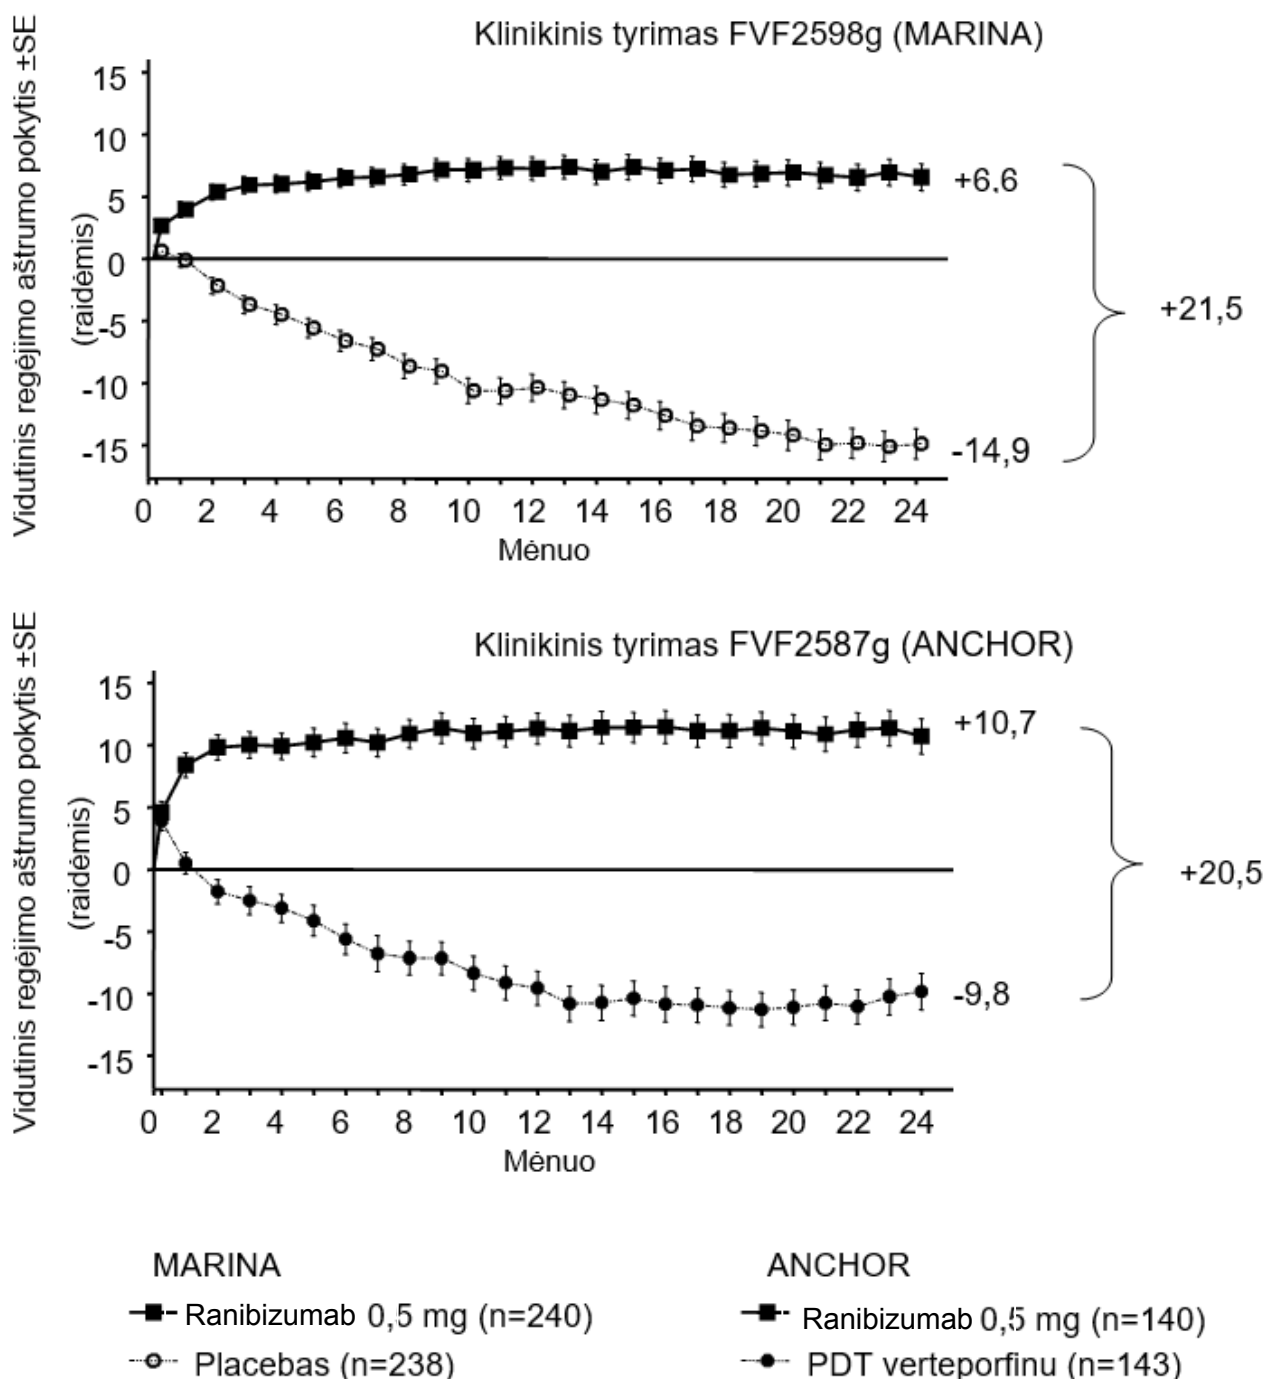 Klinikinis tyrimas FVF2598g (MARINA)
Vidutinis regėjimo aštrumo pokytis ±SE
(raidėmis)
15
10
5
0
-5
-10
-15
+6,6
-14,9
+21,5
0 2 4 6 8 10 12 14 16 18 20 22 24
Mėnuo
Klinikinis tyrimas FVF2587g (ANCHOR)
Vidutinis regėjimo aštrumo pokytis ±SE
(raidėmis)
15
10
5
0
-5
-10
-15
+10,7
-9,8
+20,5
0 2 4 6 8 10 12 14 16 18 20 22 24
Mėnuo
MARINA
Ranibizumab 0,5 mg (n=240)
Placebas (n=238)
ANCHOR
Ranibizumab 0,5 mg (n=140)
PDT verteporfinu (n=143)